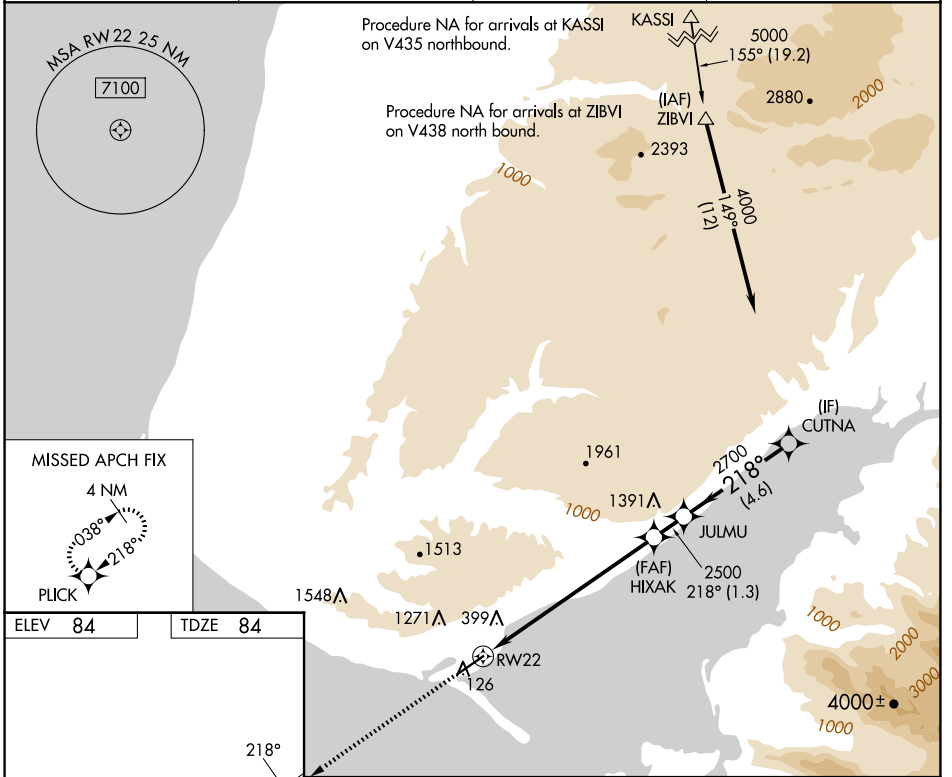 MSA RW 22 25 NM
7100
Procedure NA for arrivals at KASSI
on V435 northbound.
Procedure NA for arrivals at ZIBVI
on V438 north bound.
KASSI
5000
155° (19.2)
(IAF)
ZIBVI
2880
2000
2393
1000
4000
149°
(12)
(IF)
CUTNA
2700
218°
(4.6)
1961
1391
1000
JULMU
(FAF)
HIXAK
2500
218° (1.3)
MISSED APCH FIX
4 NM
038°
218°
PLICK
1513
1548
1271
399
RW22
126
1000
2000
3000
4000±
1000
ELEV 84
TDZE 84
218°